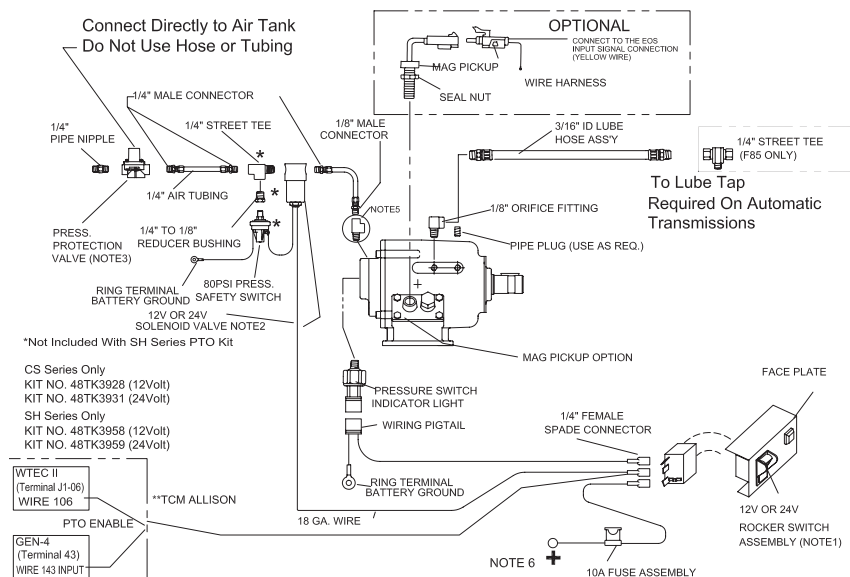 Connect Directly to Air Tank
Do Not Use Hose or Tubing
OPTIONAL
CONNECT TO THE EOS
INPUT SIGNAL CONNECTION
(YELLOW WIRE)
MAG PICKUP
WIRE HARNESS
SEAL NUT
1/4" MALE CONNECTOR
1/4"
PIPE NIPPLE
1/4" STREET TEE
*
1/8" MALE
CONNECTOR
3/16" ID LUBE
HOSE ASS'Y
1/4" STREET TEE
(F85 ONLY)
1/4" AIR TUBING
*
NOTE5
To Lube Tap
Required On Automatic
Transmissions
1/8" ORIFICE FITTING
PRESS.
PROTECTION
VALVE (NOTE3)
1/4" TO 1/8"
REDUCER BUSHING
*
PIPE PLUG (USE AS REQ.)
RING TERMINAL
BATTERY GROUND
80PSI PRESS.
SAFETY SWITCH
12V OR 24V
SOLENOID VALVE NOTE2
*Not Included With SH Series PTO Kit
MAG PICKUP OPTION
CS Series Only
KIT NO. 48TK3928 (12Volt)
KIT NO. 48TK3931 (24Volt)
SH Series Only
KIT NO. 48TK3958 (12Volt)
KIT NO. 48TK3959 (24Volt)
PRESSURE SWITCH
INDICATOR LIGHT
WIRING PIGTAIL
1/4" FEMALE
SPADE CONNECTOR
FACE PLATE
WTEC II
(Terminal J1-06)
WIRE 106
**TCM ALLISON
RING TERMINAL
BATTERY GROUND
PTO ENABLE
18 GA. WIRE
12V OR 24V
ROCKER SWITCH
ASSEMBLY (NOTE1)
GEN-4
(Terminal 43)
WIRE 143 INPUT
NOTE 6 +
10A FUSE ASSEMBLY